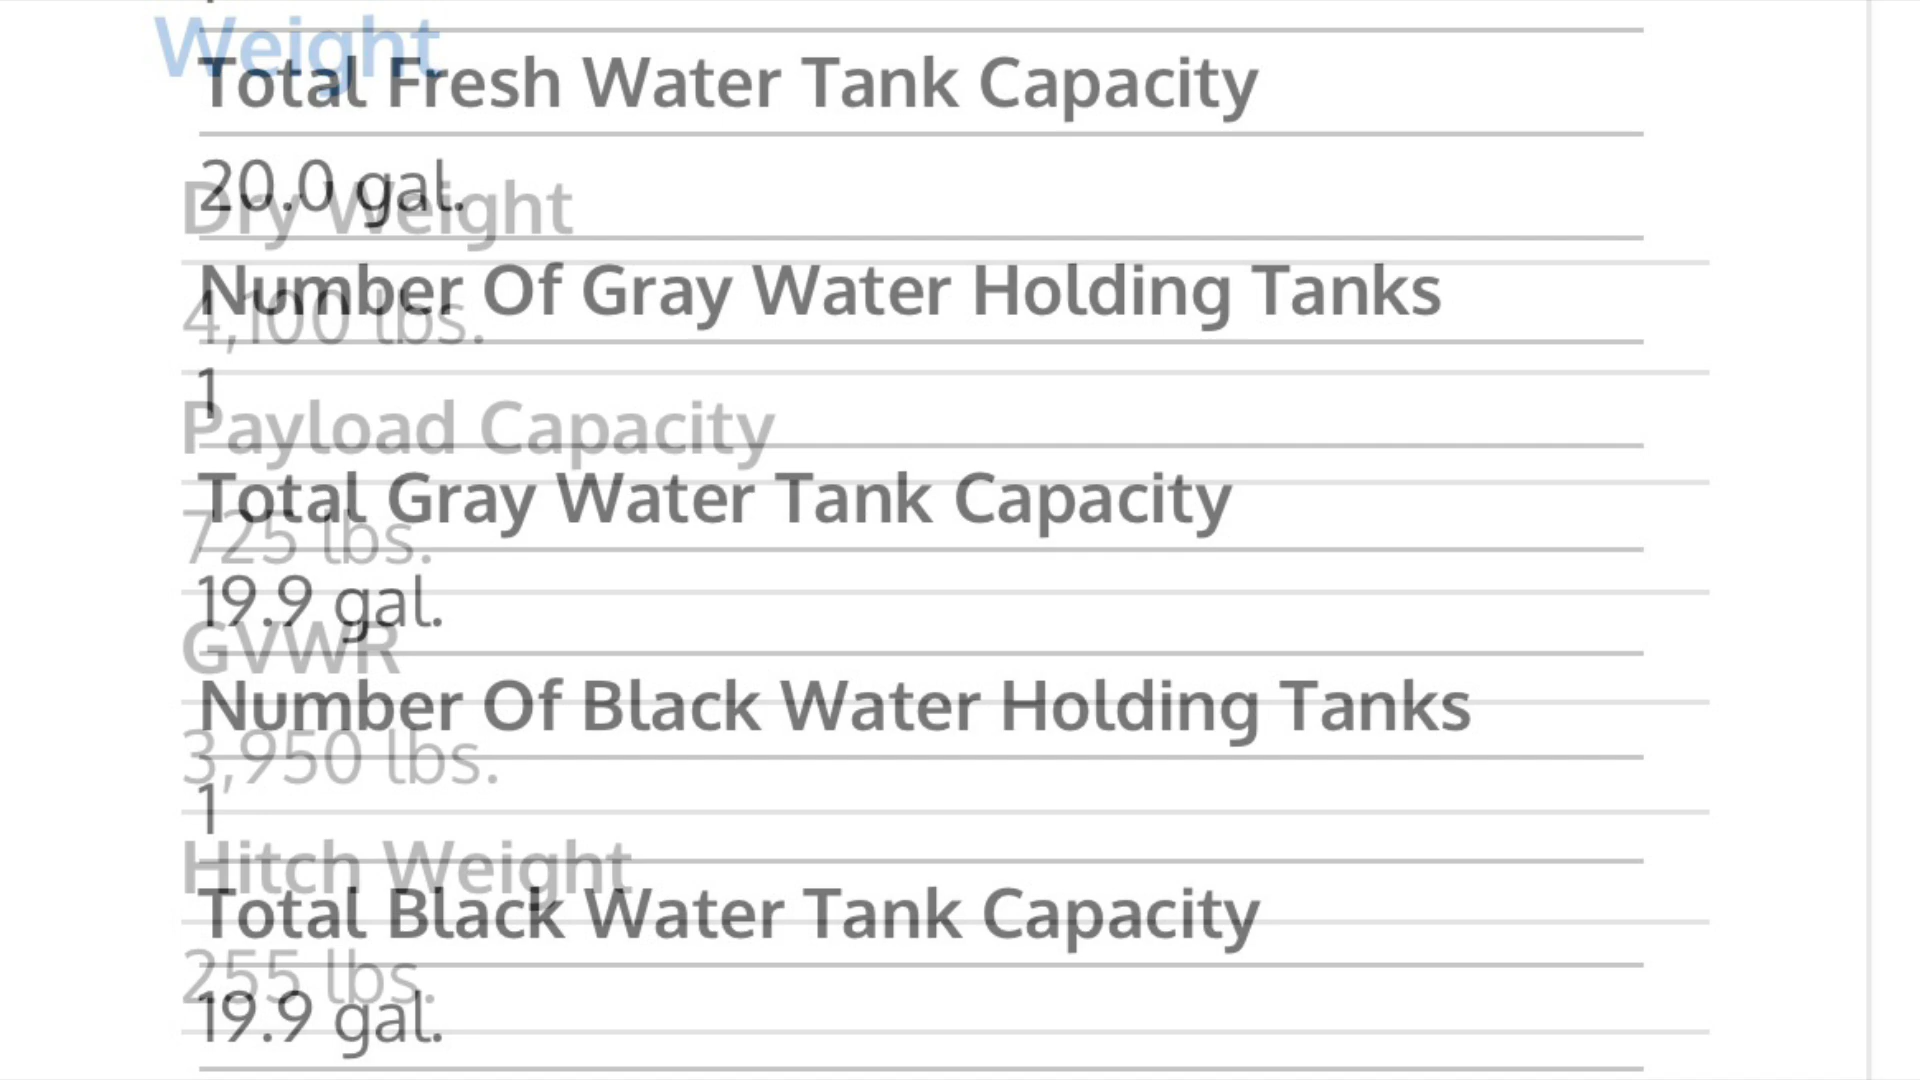 Weight
Total Fresh Water Tank Capacity
20.0 gal.
Dry Weight
Number Of Gray Water Holding Tanks
4,100 lbs.
1
Payload Capacity
Total Gray Water Tank Capacity
725 lbs.
19.9 gal.
GVWR
Number Of Black Water Holding Tanks
3,950 lbs.
1
Hitch Weight
Total Black Water Tank Capacity
255 lbs.
19.9 gal.